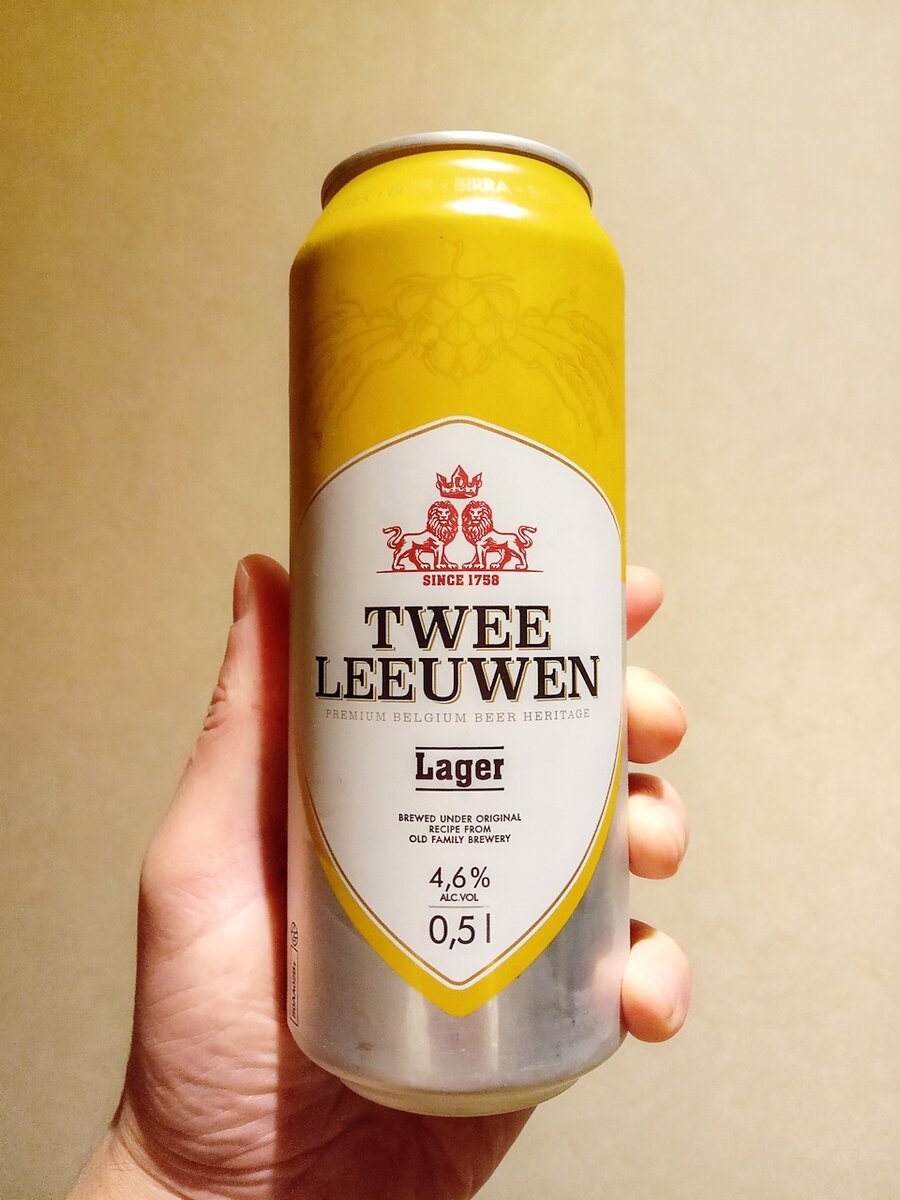 BEER • BIRRA •
SINCE 1758
TWEE
LEEUWEN
PREMIUM BELGIUM BEER HERITAGE
Lager
BREWED UNDER ORIGINAL
RECIPE FROM
OLD FAMILY BREWERY
4,6%
ALC.VOL
0,5 l